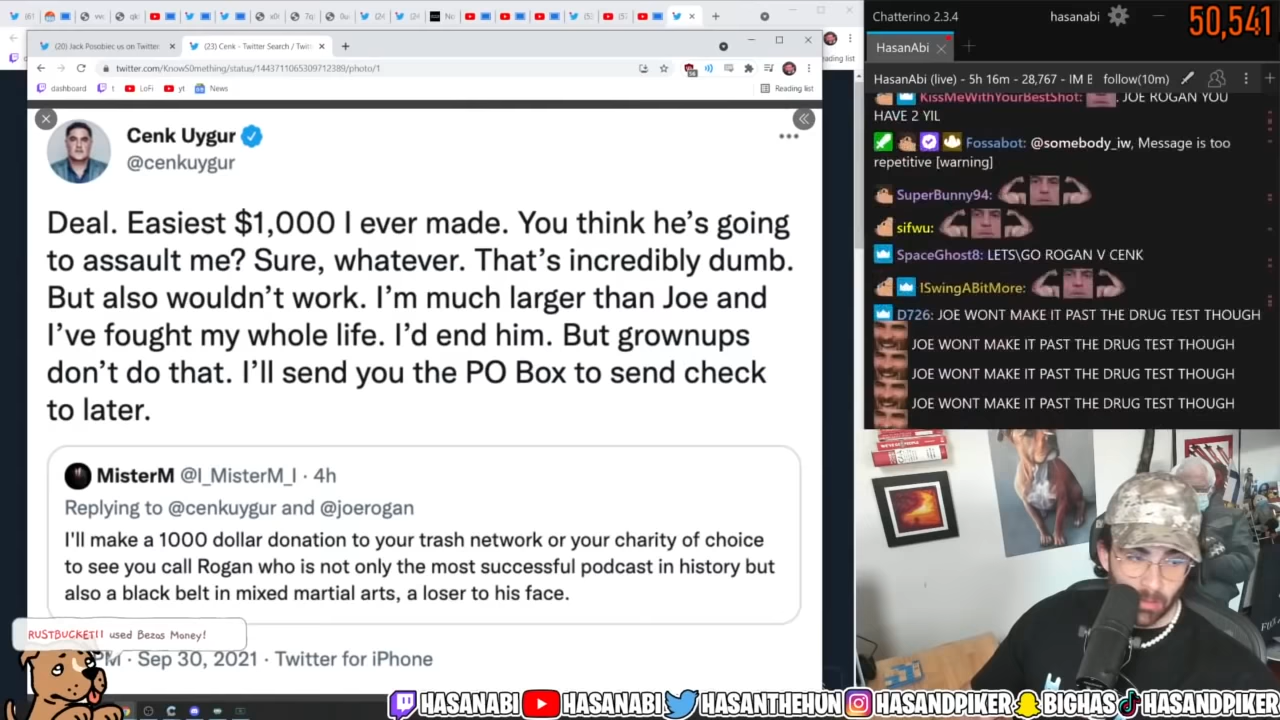 Chatterino 2.3.4
hasanabi
50,541
HasanAbi
HasanAbi (live) - 5h 16m - 28,767 - IM B
follow(10m)
(20) Jack Posobiec us on Twitter
(23) Cenk - Twitter Search / Twit
twitter.com/KnowS0mething/status/1443711065309712389/photo/1
dashboard
t
LoFi
yt
News
Reading list
Cenk Uygur
@cenkuygur
Deal. Easiest $1,000 I ever made. You think he's going
to assault me? Sure, whatever. That's incredibly dumb.
But also wouldn't work. I'm much larger than Joe and
I've fought my whole life. I'd end him. But grownups
don't do that. I'll send you the PO Box to send check
to later.
MisterM @I_MisterM_I · 4h
Replying to @cenkuygur and @joerogan
I'll make a 1000 dollar donation to your trash network or your charity of choice
to see you call Rogan who is not only the most successful podcast in history but
also a black belt in mixed martial arts, a loser to his face.
RUSTBUCKETII used Bezos Money!
PM · Sep 30, 2021 · Twitter for iPhone
KissMeWithYourBestShot: , JOE ROGAN YOU
HAVE 2 YIL
Fossabot: @somebody_iw, Message is too
repetitive [warning]
SuperBunny94:
sifwu:
SpaceGhost8: LETS\GO ROGAN V CENK
ISwingABitMore:
D726: JOE WONT MAKE IT PAST THE DRUG TEST THOUGH
JOE WONT MAKE IT PAST THE DRUG TEST THOUGH
JOE WONT MAKE IT PAST THE DRUG TEST THOUGH
JOE WONT MAKE IT PAST THE DRUG TEST THOUGH
HASANABI
HASANABI
HASANTHEHUN
HASANDPIKER
BIGHAS
HASANDPIKER